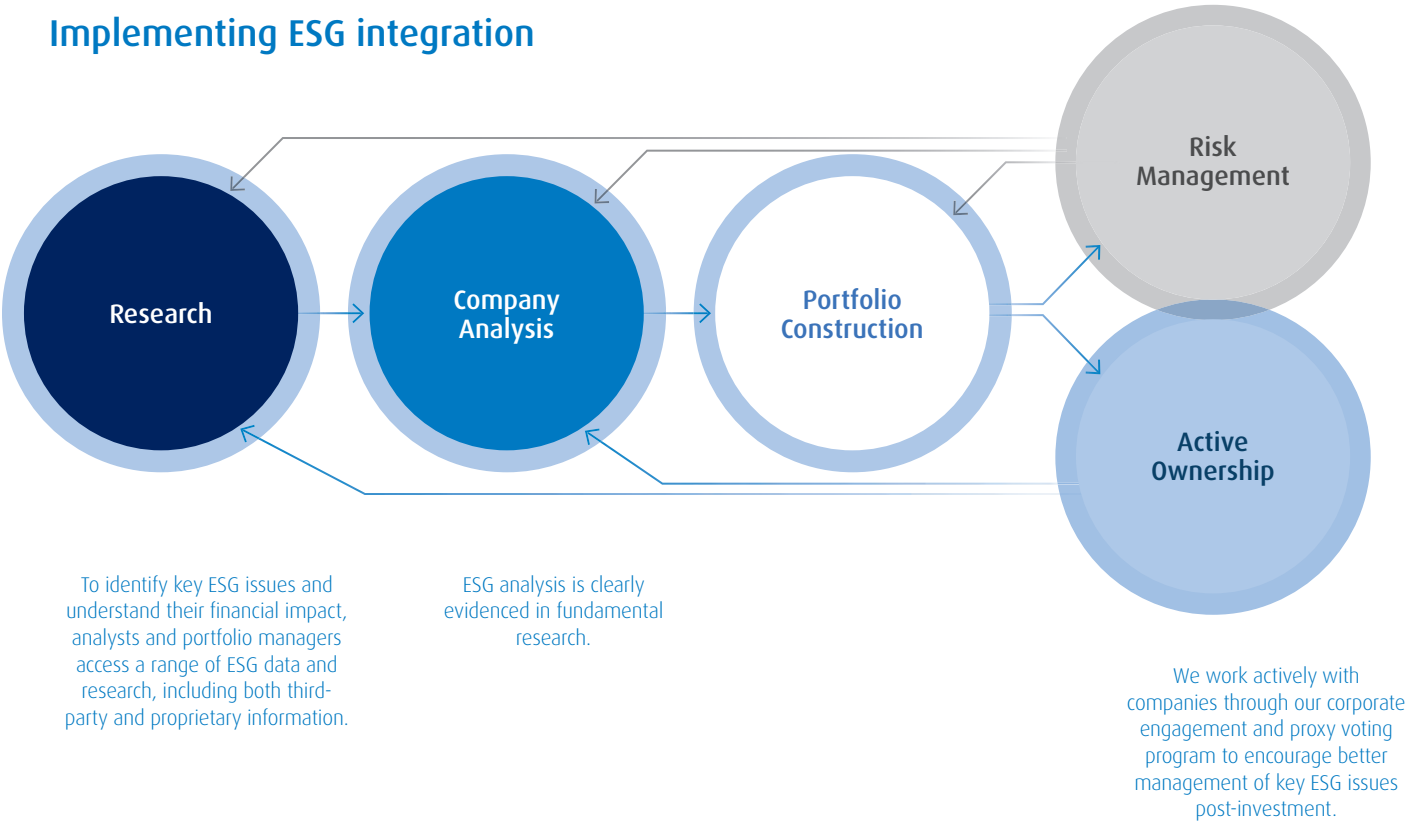 Implementing ESG integration
Risk
Management
Research
Company
Analysis
Portfolio
Construction
Active
Ownership
To identify key ESG issues and
understand their financial impact,
analysts and portfolio managers
access a range of ESG data and
research, including both third-
party and proprietary information.
ESG analysis is clearly
evidenced in fundamental
research.
We work actively with
companies through our corporate
engagement and proxy voting
program to encourage better
management of key ESG issues
post-investment.